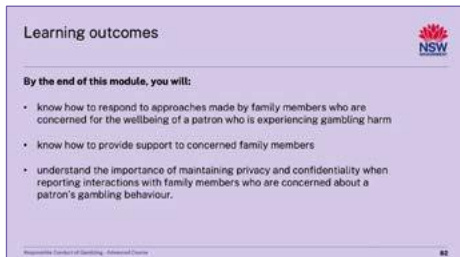 Learning outcomes
NSW
GOVERNMENT
By the end of this module, you will:
• know how to respond to approaches made by family members who are
concerned for the wellbeing of a patron who is experiencing gambling harm
• know how to provide support to concerned family members
• understand the importance of maintaining privacy and confidentiality when
reporting interactions with family members who are concerned about a
patron's gambling behaviour.
Responsible Conduct of Gambling - Advanced Course
82